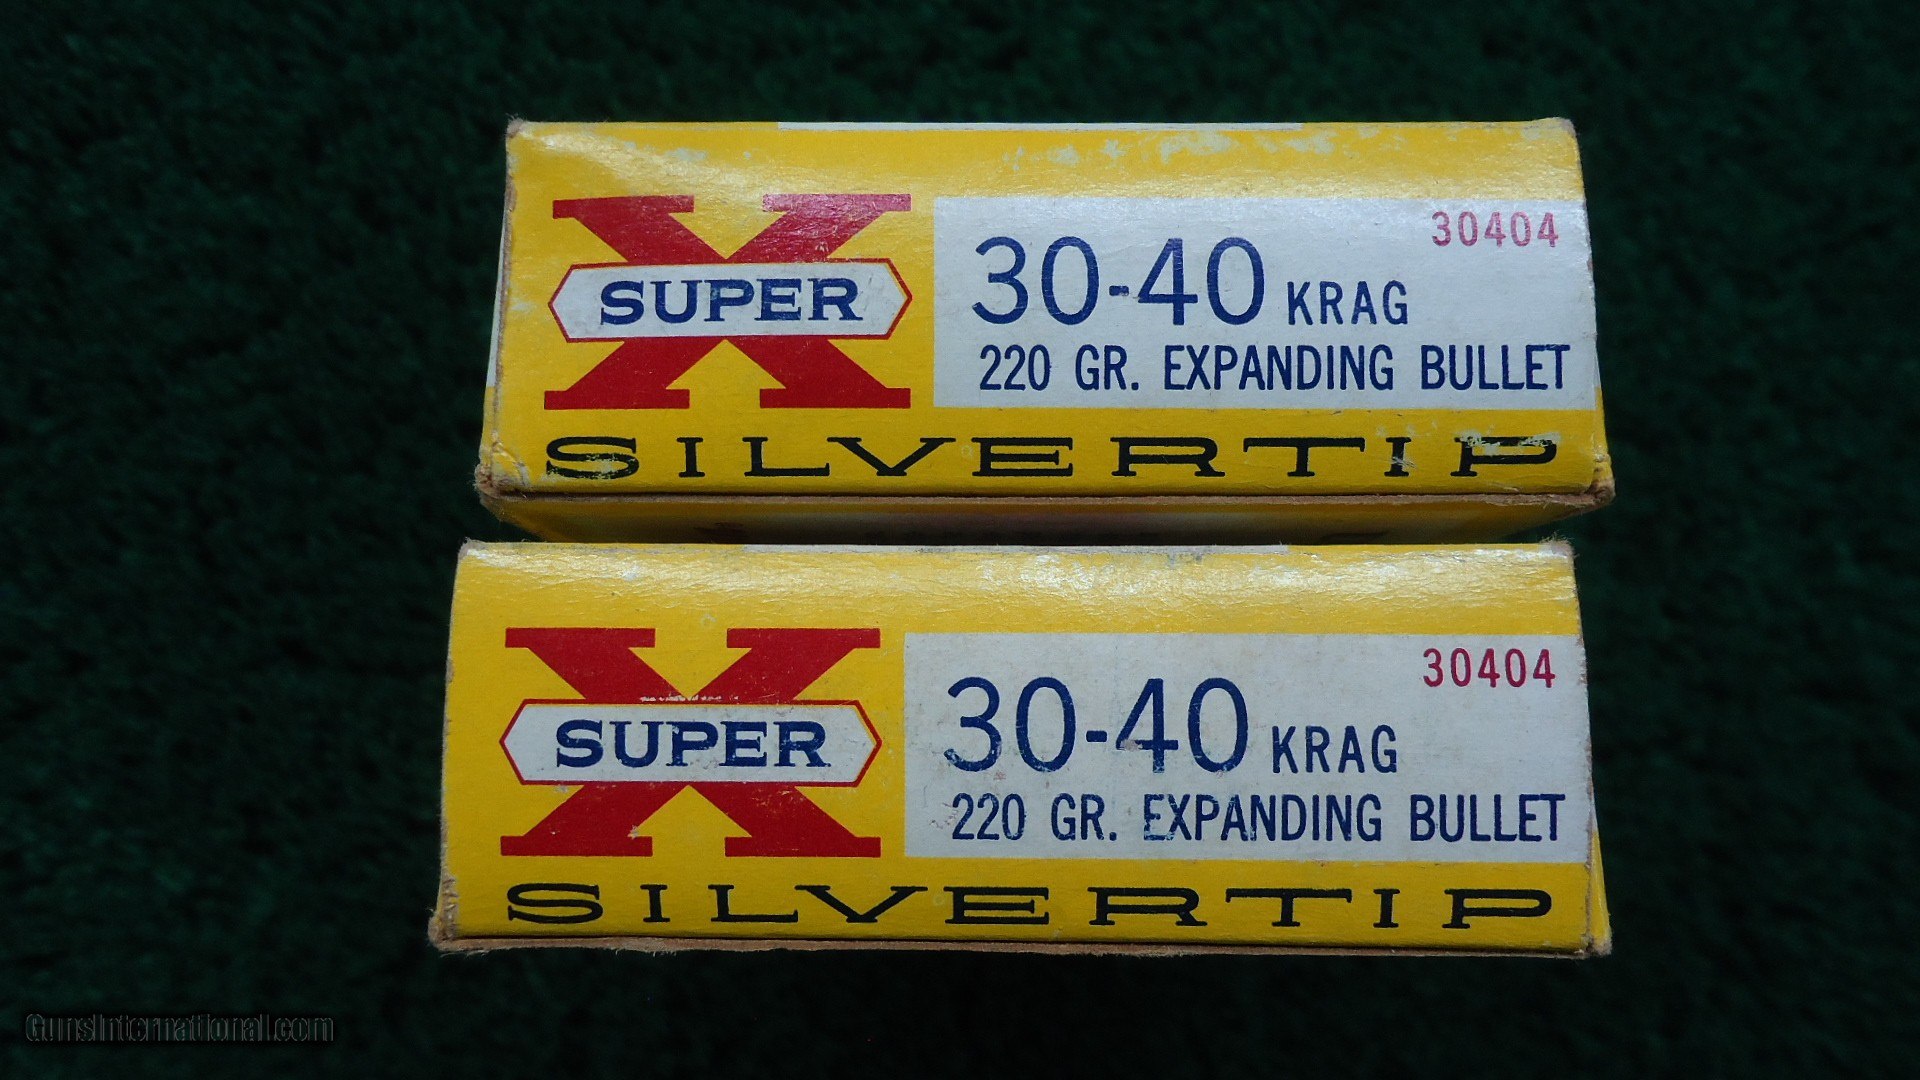 30404
X
SUPER
30-40 KRAG
220 GR. EXPANDING BULLET
SILVERTIP
30404
X
SUPER
30-40 KRAG
220 GR. EXPANDING BULLET
SILVERTIP
GunsInternational.com